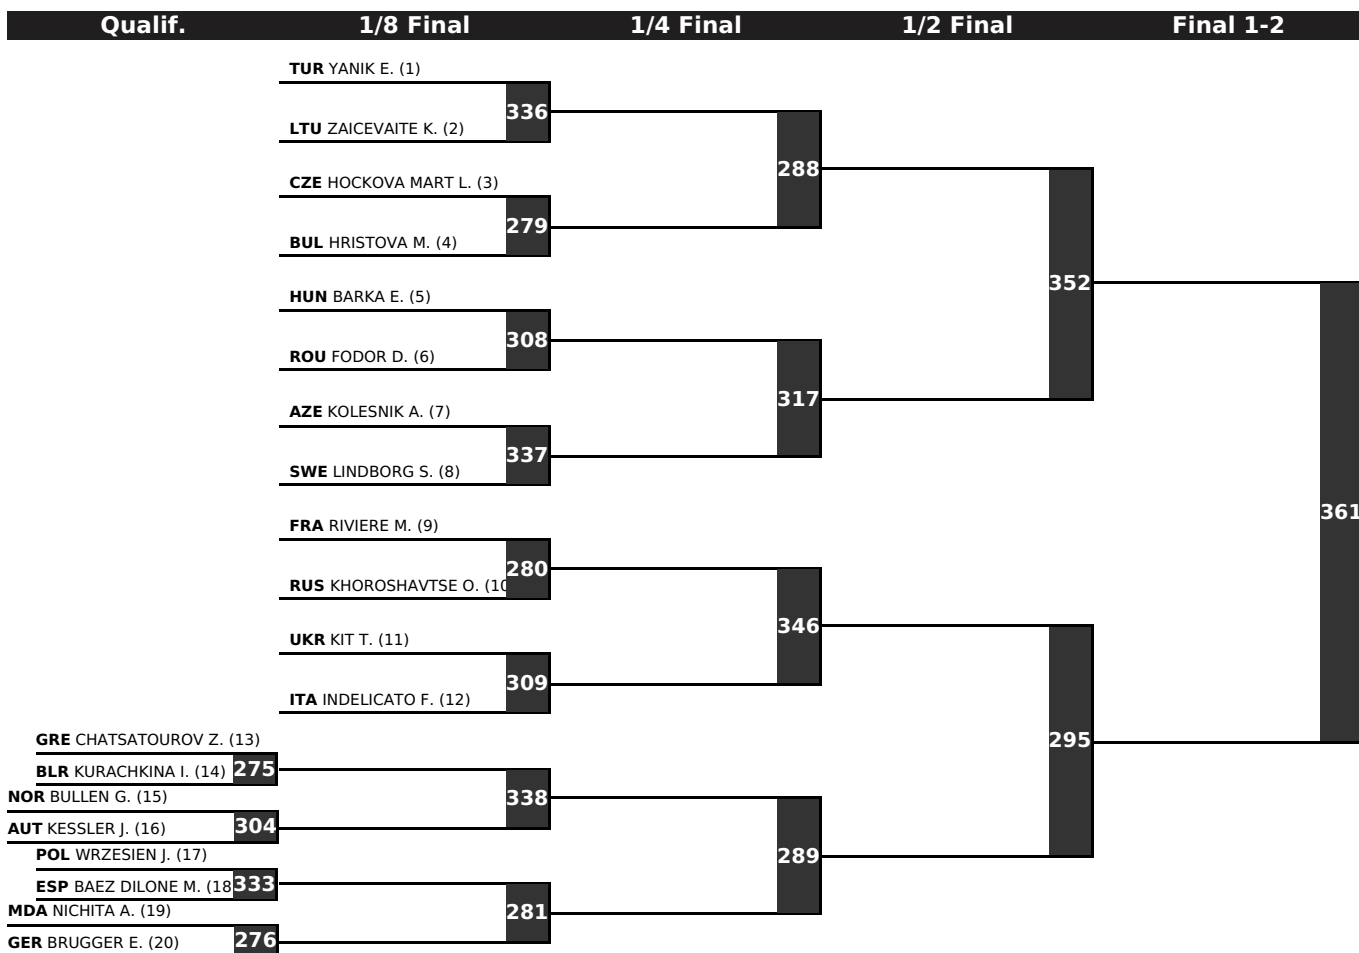 Qualif. 1/8 Final 1/4 Final 1/2 Final Final 1-2
TUR YANIK E. (1)
336
LTU ZAICEVAITE K. (2)
288
CZE HOCKOVA MART L. (3)
279
BUL HRISTOVA M. (4)
352
HUN BARKA E. (5)
308
ROU FODOR D. (6)
317
AZE KOLESNIK A. (7)
337
SWE LINDBORG S. (8)
361
FRA RIVIERE M. (9)
280
RUS KHOROSHAVTSE O. (10
346
UKR KIT T. (11)
309
ITA INDELICATO F. (12)
295
GRE CHATSATOUROV Z. (13)
BLR KURACHKINA I. (14) 275
NOR BULLEN G. (15)
338
AUT KESSLER J. (16) 304
POL WRZESIEN J. (17)
289
ESP BAEZ DILONE M. (18 333
MDA NICHITA A. (19)
281
GER BRUGGER E. (20) 276